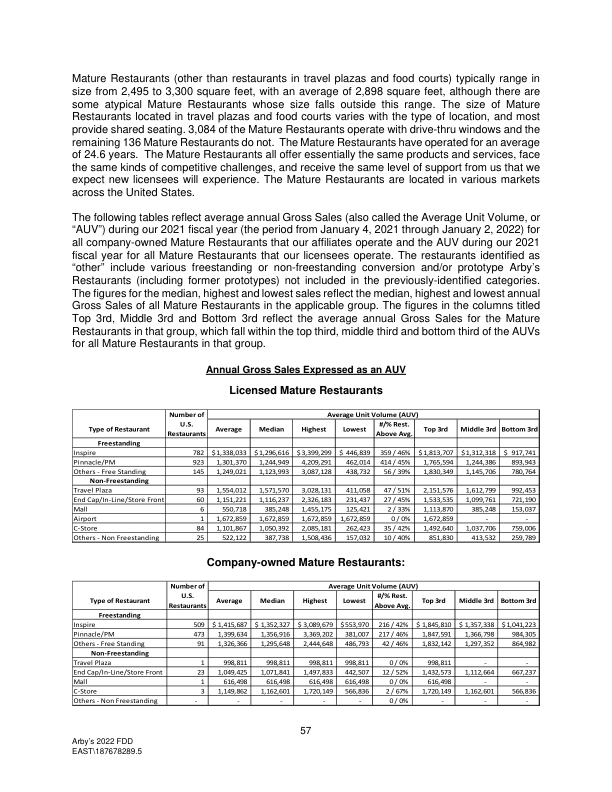 Mature Restaurants (other than restaurants in travel plazas and food courts) typically range in
size from 2,495 to 3,300 square feet, with an average of 2,898 square feet, although there are
some atypical Mature Restaurants whose size falls outside this range. The size of Mature
Restaurants located in travel plazas and food courts varies with the type of location, and most
provide shared seating. 3,084 of the Mature Restaurants operate with drive-thru windows and the
remaining 136 Mature Restaurants do not. The Mature Restaurants have operated for an average
of 24.6 years. The Mature Restaurants all offer essentially the same products and services, face
the same kinds of competitive challenges, and receive the same level of support from us that we
expect new licensees will experience. The Mature Restaurants are located in various markets
across the United States.
The following tables reflect average annual Gross Sales (also called the Average Unit Volume, or
“AUV”) during our 2021 fiscal year (the period from January 4, 2021 through January 2, 2022) for
all company-owned Mature Restaurants that our affiliates operate and the AUV during our 2021
fiscal year for all Mature Restaurants that our licensees operate. The restaurants identified as
“other” include various freestanding or non-freestanding conversion and/or prototype Arby’s
Restaurants (including former prototypes) not included in the previously-identified categories.
The figures for the median, highest and lowest sales reflect the median, highest and lowest annual
Gross Sales of all Mature Restaurants in the applicable group. The figures in the columns titled
Top 3rd, Middle 3rd and Bottom 3rd reflect the average annual Gross Sales for the Mature
Restaurants in that group, which fall within the top third, middle third and bottom third of the AUVs
for all Mature Restaurants in that group.
Annual Gross Sales Expressed as an AUV
Licensed Mature Restaurants
Type of Restaurant Number of U.S. Restaurants Average Unit Volume (AUV)
Average Median Highest Lowest #/% Rest. Above Avg. Top 3rd Middle 3rd Bottom 3rd
Freestanding
Inspire 782 $ 1,338,033 $ 1,296,616 $ 3,399,299 $ 446,839 359 / 46% $ 1,813,707 $ 1,312,318 $ 917,741
Pinnacle/PM 923 1,301,370 1,244,949 4,209,291 462,014 414 / 45% 1,765,594 1,244,386 893,943
Others - Free Standing 145 1,249,021 1,123,993 3,087,128 438,732 56 / 39% 1,830,349 1,145,706 780,764
Non-Freestanding
Travel Plaza 93 1,554,012 1,571,570 3,028,131 411,058 47 / 51% 2,151,576 1,612,799 992,453
End Cap/In-Line/Store Front 60 1,151,221 1,116,237 2,326,183 231,437 27 / 45% 1,533,535 1,099,761 721,190
Mall 6 550,718 385,248 1,455,175 125,421 2 / 33% 1,113,870 385,248 153,037
Airport 1 1,672,859 1,672,859 1,672,859 1,672,859 0 / 0% 1,672,859 - -
C-Store 84 1,101,867 1,050,392 2,085,181 262,423 35 / 42% 1,492,640 1,037,706 759,006
Others - Non Freestanding 25 522,122 387,738 1,508,436 157,032 10 / 40% 851,830 413,532 259,789
Company-owned Mature Restaurants:
Type of Restaurant Number of U.S. Restaurants Average Unit Volume (AUV)
Average Median Highest Lowest #/% Rest. Above Avg. Top 3rd Middle 3rd Bottom 3rd
Freestanding
Inspire 509 $ 1,415,687 $ 1,352,327 $ 3,089,679 $ 553,970 216 / 42% $ 1,845,810 $ 1,357,338 $ 1,041,223
Pinnacle/PM 473 1,399,634 1,356,916 3,369,202 381,007 217 / 46% 1,847,591 1,366,798 984,305
Others - Free Standing 91 1,326,366 1,295,648 2,444,648 486,793 42 / 46% 1,832,142 1,297,352 864,982
Non-Freestanding
Travel Plaza 1 998,811 998,811 998,811 998,811 0 / 0% 998,811 - -
End Cap/In-Line/Store Front 23 1,049,425 1,071,841 1,497,833 442,507 12 / 52% 1,432,573 1,112,664 667,237
Mall 1 616,498 616,498 616,498 616,498 0 / 0% 616,498 - -
C-Store 3 1,149,862 1,162,601 1,720,149 566,836 2 / 67% 1,720,149 1,162,601 566,836
Others - Non Freestanding - - - - - 0 / 0% - - -
57
Arby’s 2022 FDD
EAST\187678289.5